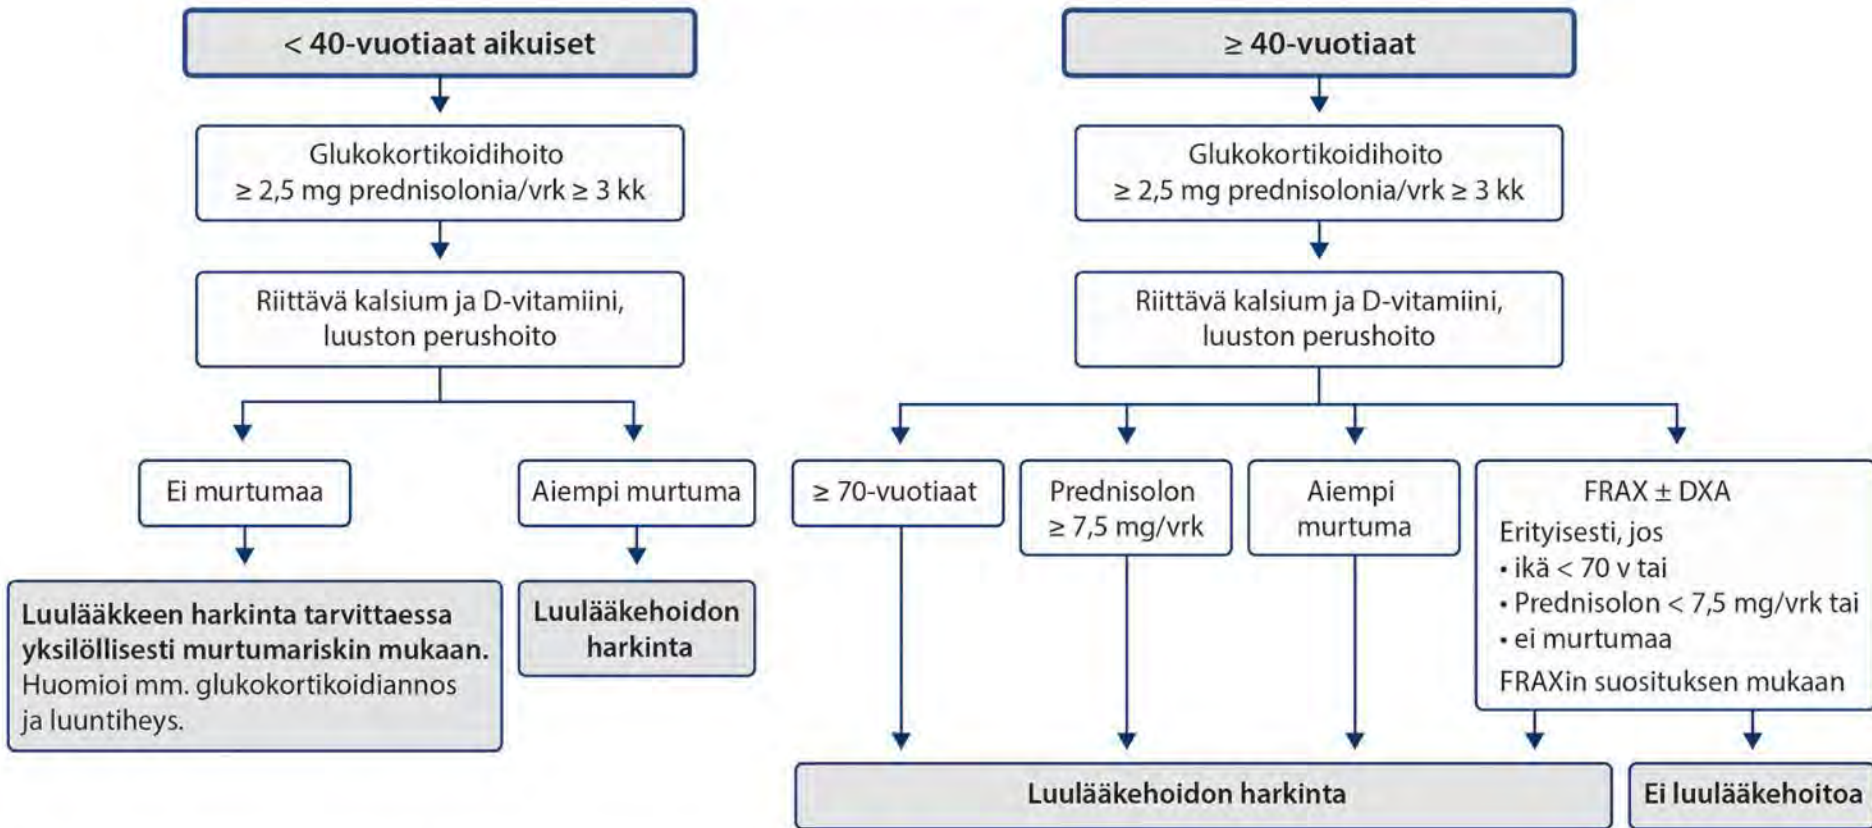 < 40-vuotiaat aikuiset
Glukokortikoidihoito
≥ 2,5 mg prednisolonia/vrk ≥ 3 kk
Riittävä kalsium ja D-vitamiini,
luuston perushoito
Ei murtumaa
Aiempi murtuma
Luulääkkeen harkinta tarvittaessa
yksilöllisesti murtumariskin mukaan.
Huomioi mm. glukokortikoidiannos
ja luuntiheys.
Luulääkehoidon
harkinta
≥ 40-vuotiaat
Glukokortikoidihoito
≥ 2,5 mg prednisolonia/vrk ≥ 3 kk
Riittävä kalsium ja D-vitamiini,
luuston perushoito
≥ 70-vuotiaat
Prednisolon
≥ 7,5 mg/vrk
Aiempi
murtuma
FRAX ± DXA
Erityisesti, jos
• ikä < 70 v tai
• Prednisolon < 7,5 mg/vrk tai
• ei murtumaa
FRAXin suosituksen mukaan
Luulääkehoidon harkinta
Ei luulääkehoitoa